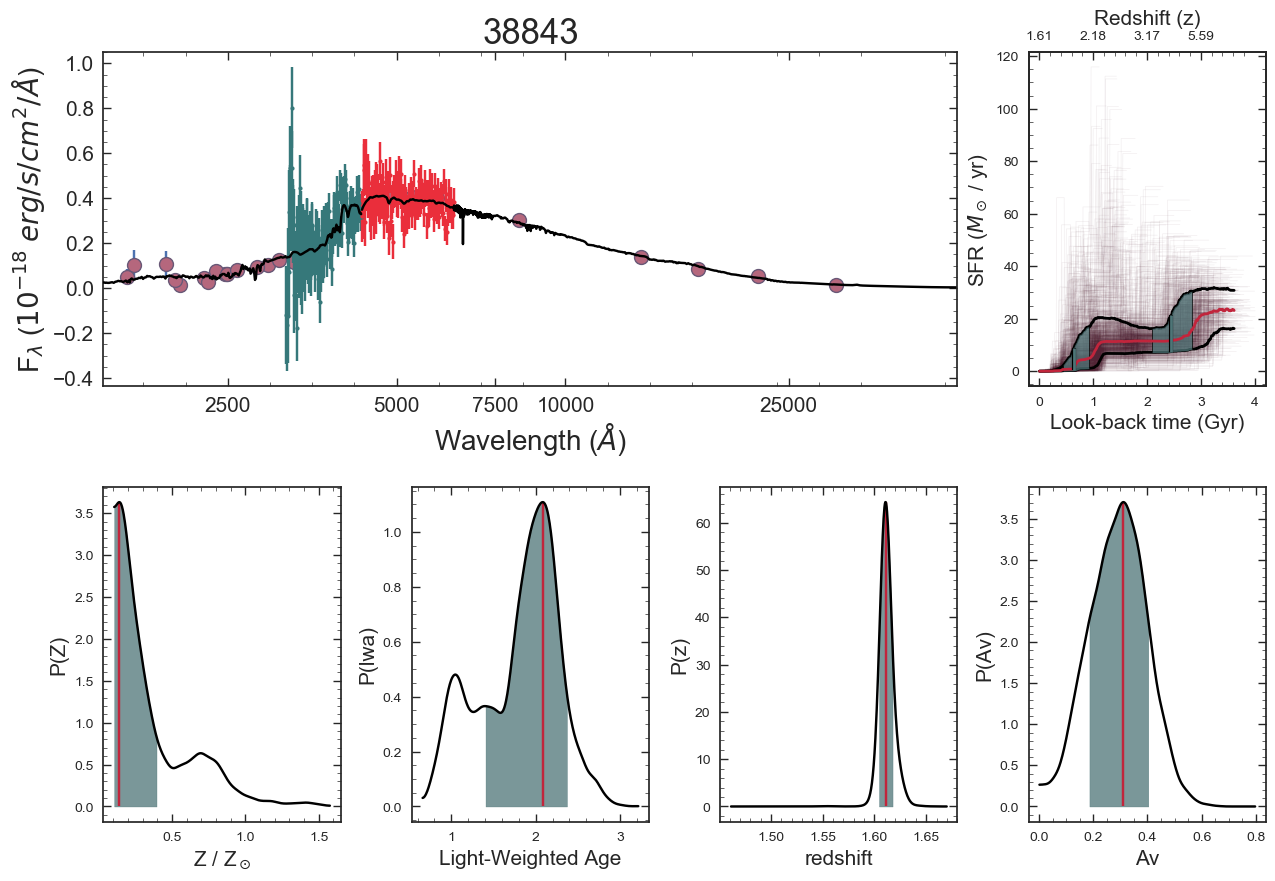 38843
F_λ (10^−18 erg/s/cm^2/Å)
1.0
0.8
0.6
0.4
0.2
0.0
−0.2
−0.4
2500 5000 7500 10000 25000
Wavelength (Å)
Redshift (z)
1.61 2.18 3.17 5.59
SFR (M_⊙ / yr)
120
100
80
60
40
20
0
0 1 2 3 4
Look-back time (Gyr)
P(Z)
3.5
3.0
2.5
2.0
1.5
1.0
0.5
0.0
0.5 1.0 1.5
Z / Z_⊙
P(lwa)
1.0
0.8
0.6
0.4
0.2
0.0
1 2 3
Light-Weighted Age
P(z)
60
50
40
30
20
10
0
1.50 1.55 1.60 1.65
redshift
P(Av)
3.5
3.0
2.5
2.0
1.5
1.0
0.5
0.0
0.0 0.2 0.4 0.6 0.8
Av